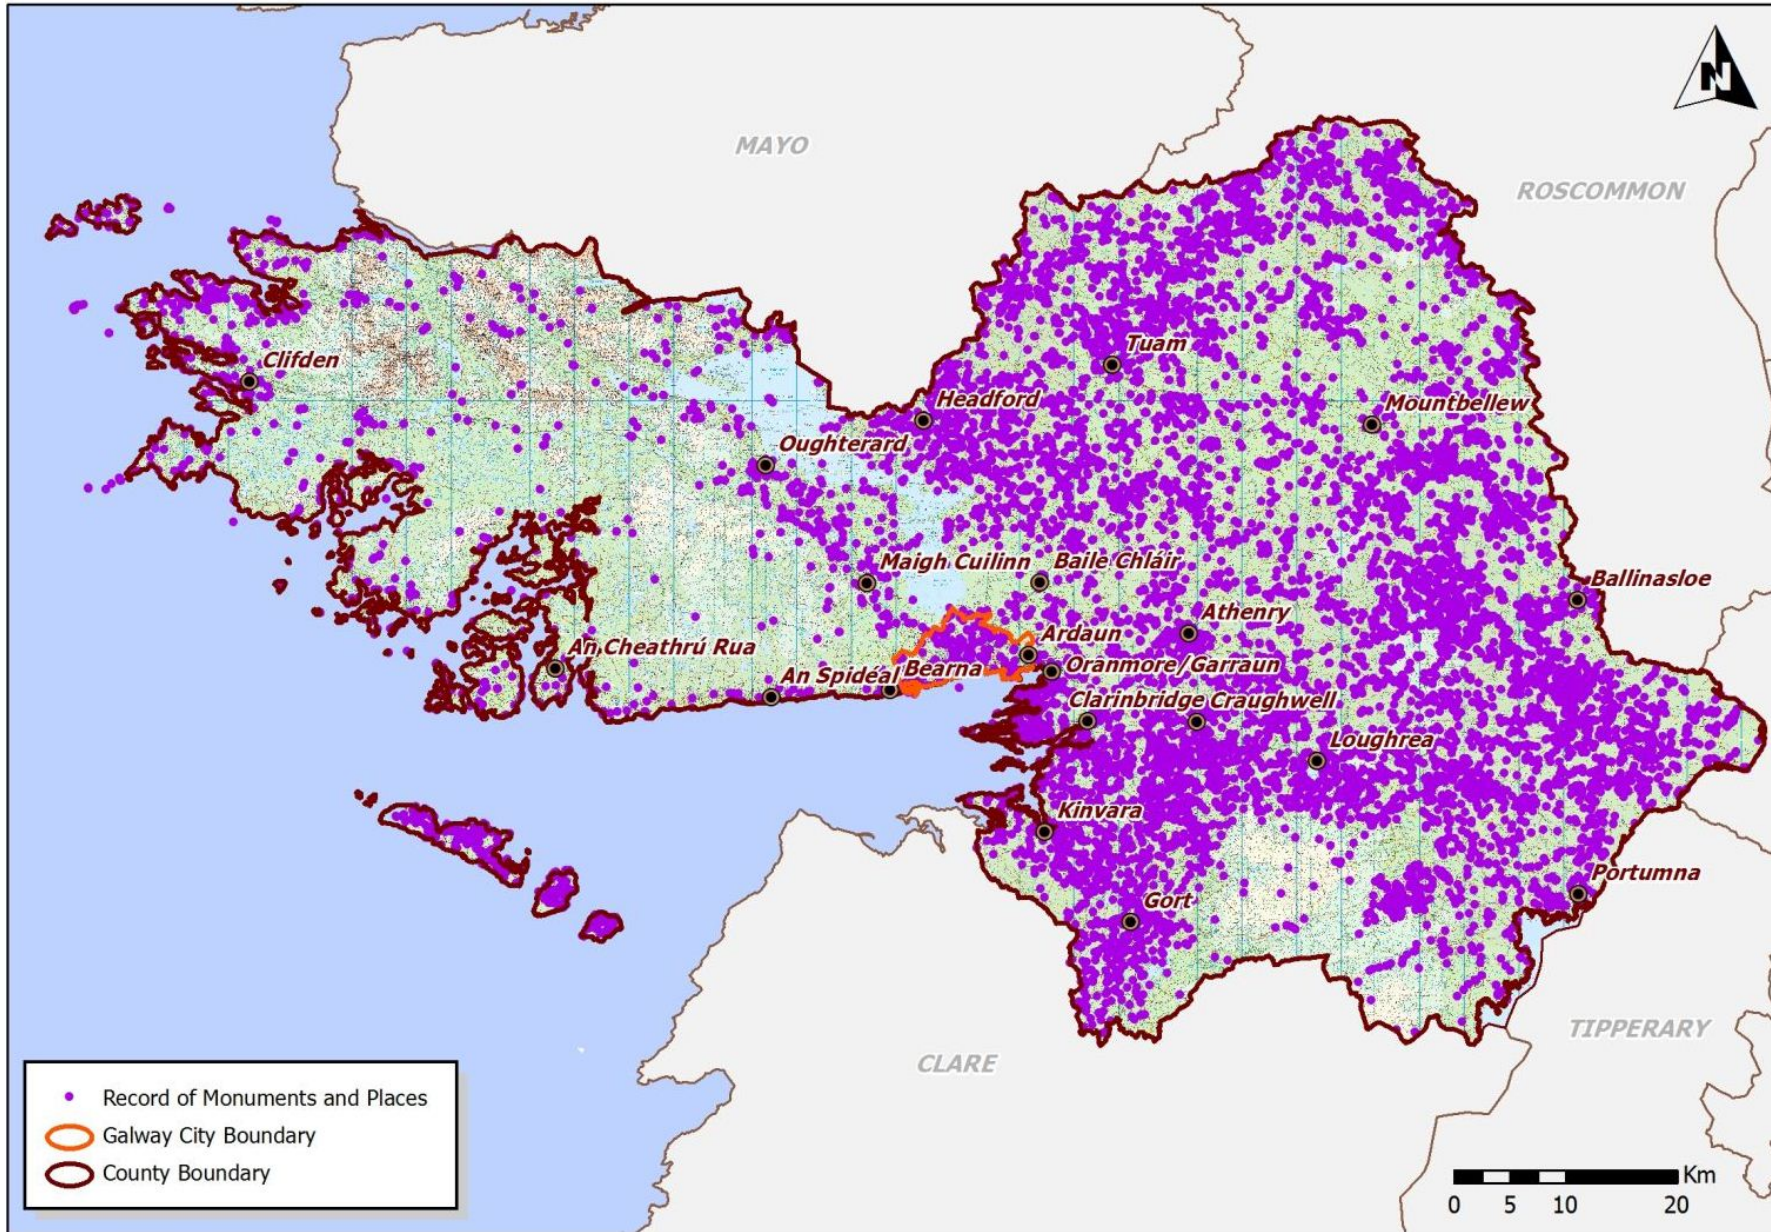 N
MAYO
ROSCOMMON
Clifden
Tuam
Headford
Mountbellew
Oughterard
Maigh Cuilinn
Baile Chláir
Ballinasloe
Athenry
An Cheathrú Rua
Ardaun
An Spidéal
Bearna
Oranmore/Garraun
Clarinbridge
Craughwell
Loughrea
Kinvara
Portumna
Gort
TIPPERARY
CLARE
Record of Monuments and Places
Galway City Boundary
County Boundary
Km
0 5 10 20